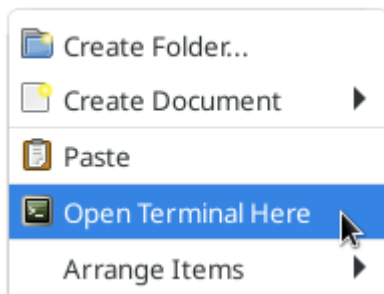 Create Folder...
Create Document
Paste
Open Terminal Here
Arrange Items